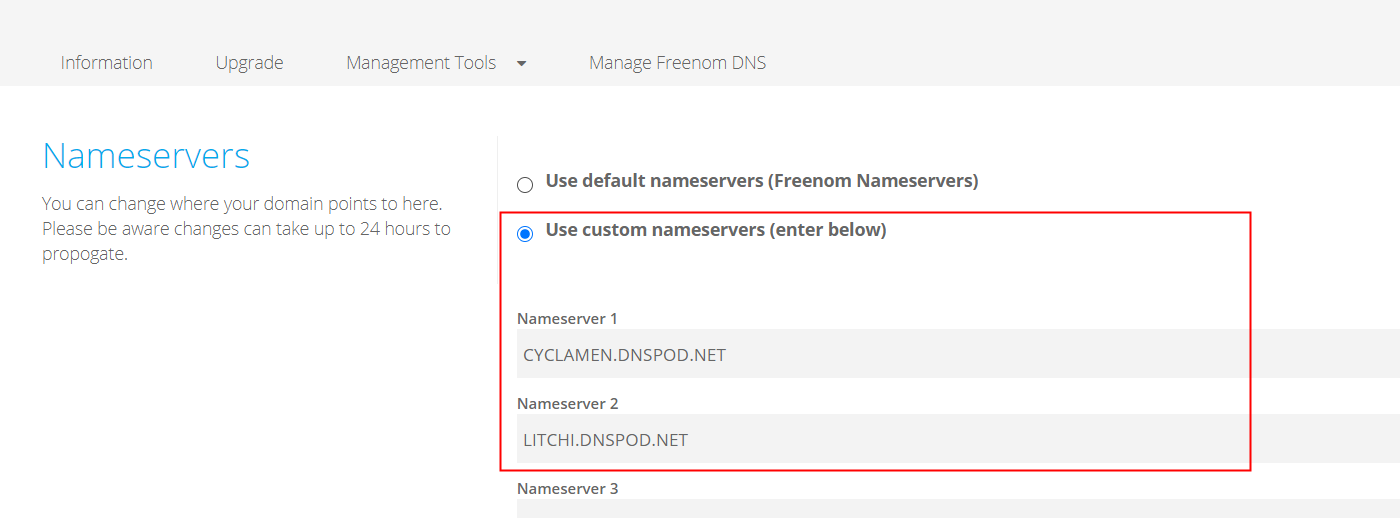 Information Upgrade Management Tools Manage Freenom DNS
Nameservers
You can change where your domain points to here.
Please be aware changes can take up to 24 hours to
propogate.
Use default nameservers (Freenom Nameservers)
Use custom nameservers (enter below)
Nameserver 1
CYCLAMEN.DNSPOD.NET
Nameserver 2
LITCHI.DNSPOD.NET
Nameserver 3